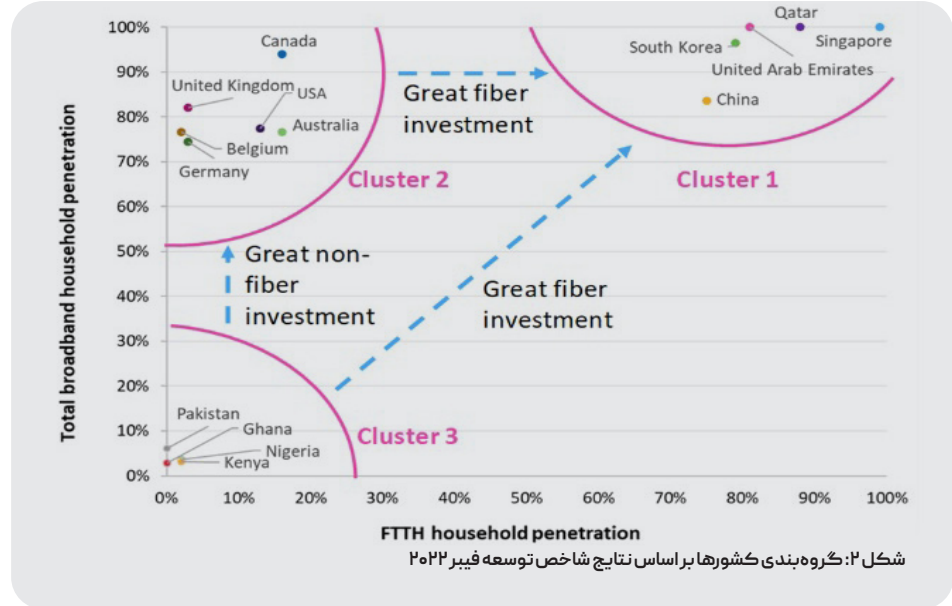 Total broadband household penetration
100%
90%
80%
70%
60%
50%
40%
30%
20%
10%
0%
Canada
United Kingdom
USA
Australia
Belgium
Germany
Cluster 2
Great fiber
investment
Qatar
South Korea
Singapore
United Arab Emirates
China
Cluster 1
Great non-
fiber
investment
Great fiber
investment
Pakistan
Ghana
Nigeria
Kenya
Cluster 3
0%
10%
20%
30%
40%
50%
60%
70%
80%
90%
100%
FTTH household penetration
شکل ۲: گروه‌بندی کشورها بر اساس نتایج شاخص توسعه فیبر ۲۰۲۲